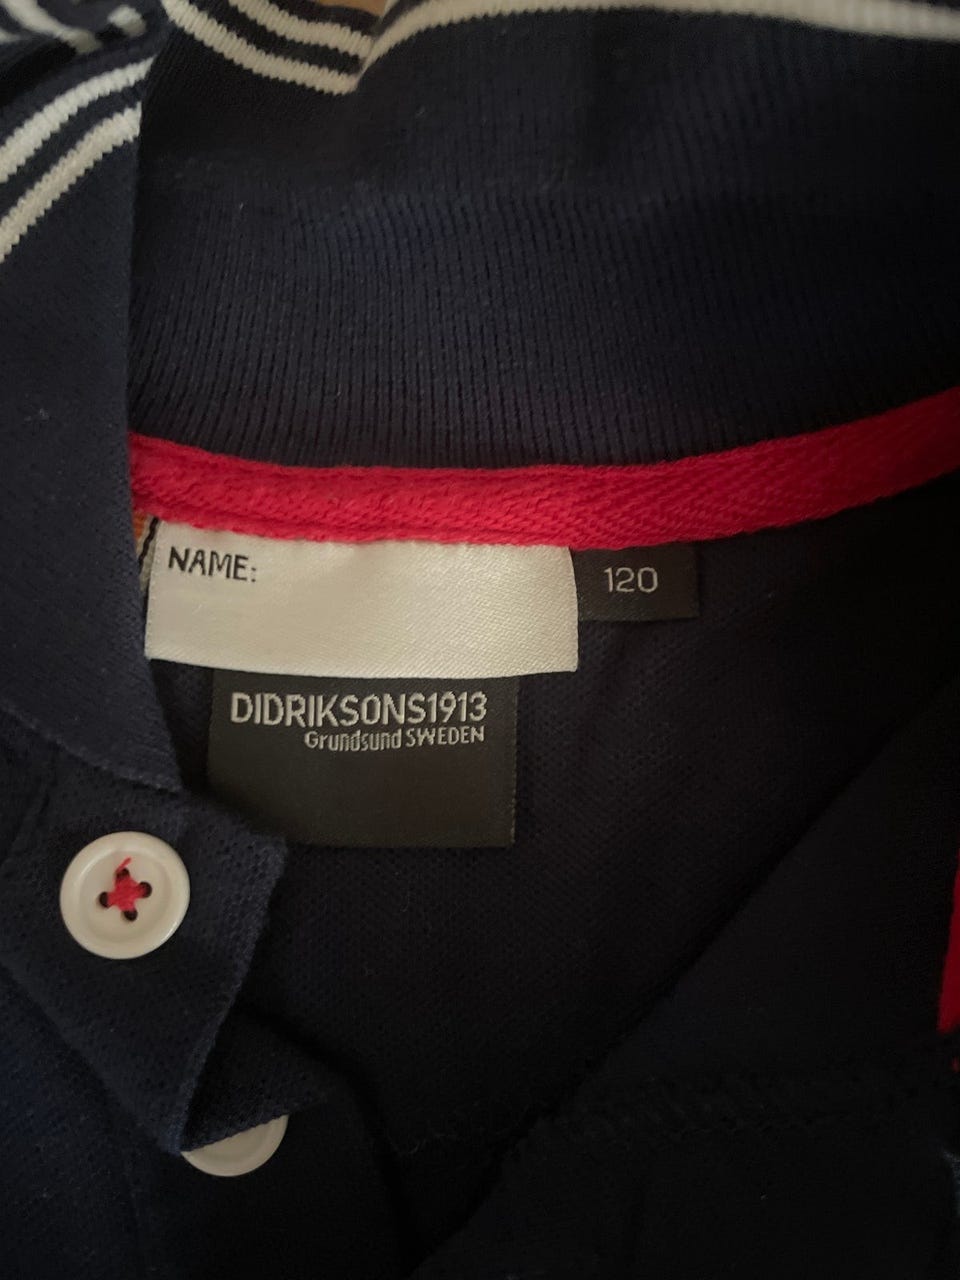 NAME:
120
DIDRIKSONS1913
Grundsund SWEDEN